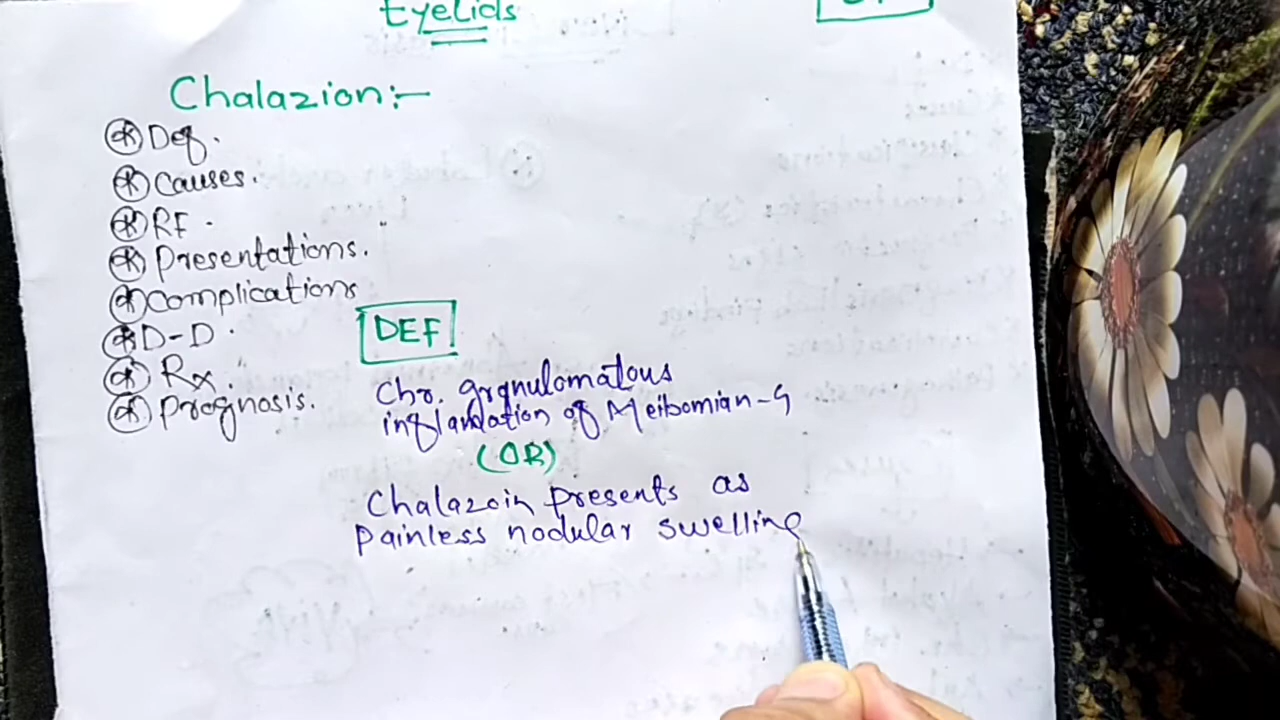 Eyelids
Chalazion:-
Def.
Causes.
RF.
Presentations.
Complications
D-D.
Rx.
Prognosis.
DEF
Chr. granulomatous
inflamation of Meibomian-G
(OR)
Chalazoin presents as
Painless nodular swelling